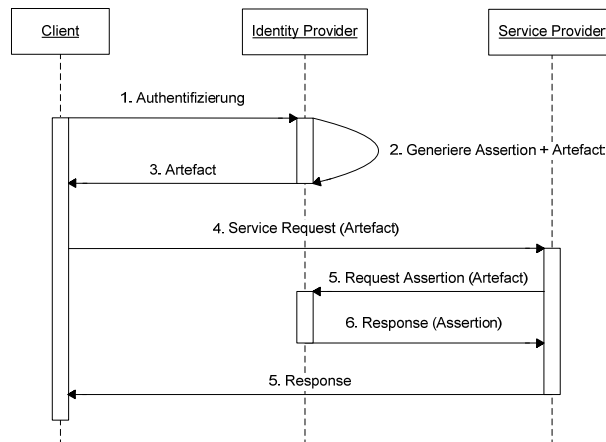 Client
Identity Provider
Service Provider
1. Authentifizierung
2. Generiere Assertion + Artefact
3. Artefact
4. Service Request (Artefact)
5. Request Assertion (Artefact)
6. Response (Assertion)
5. Response